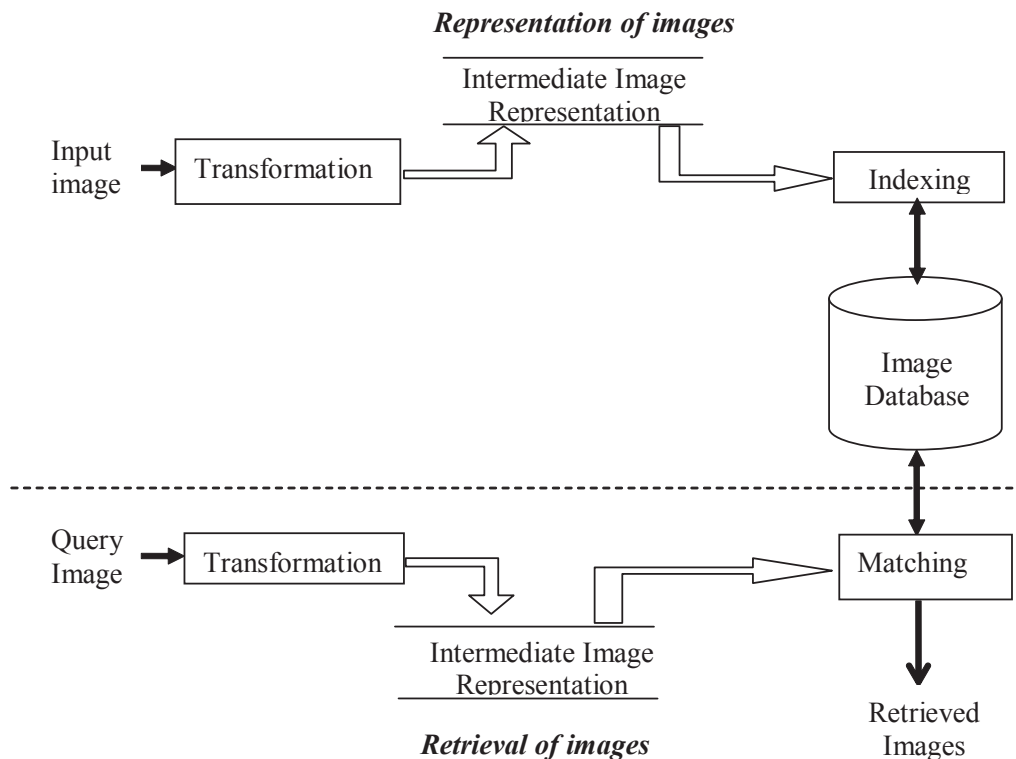 Representation of images
Intermediate Image
Representation
Input
image
Transformation
Indexing
Image
Database
Query
Image
Transformation
Matching
Intermediate Image
Representation
Retrieved
Images
Retrieval of images